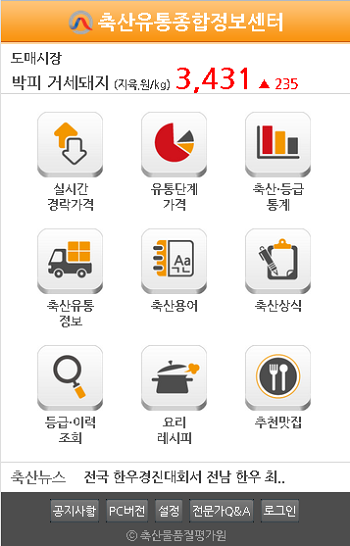 축산유통종합정보센터
도매시장
박피 거세돼지 (지육,원/kg) 3,431 ▲ 235
실시간
경락가격
유통단계
가격
축산·등급
통계
축산유통
정보
축산용어
축산상식
등급·이력
조회
요리
레시피
추천맛집
축산뉴스 전국 한우경진대회서 전남 한우 최..
공지사항 PC버전 설정 전문가Q&A 로그인
ⓒ 축산물품질평가원